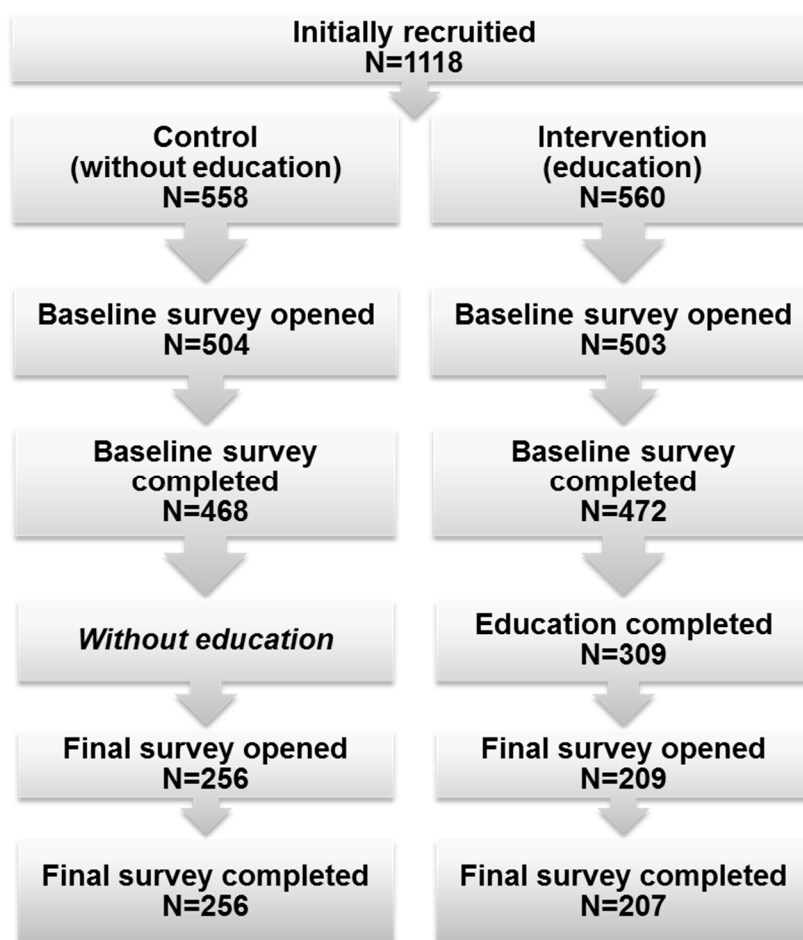 Initially recruitied
N=1118
Control
(without education)
N=558
Intervention
(education)
N=560
Baseline survey opened
N=504
Baseline survey opened
N=503
Baseline survey
completed
N=468
Baseline survey
completed
N=472
Without education
Education completed
N=309
Final survey opened
N=256
Final survey opened
N=209
Final survey completed
N=256
Final survey completed
N=207